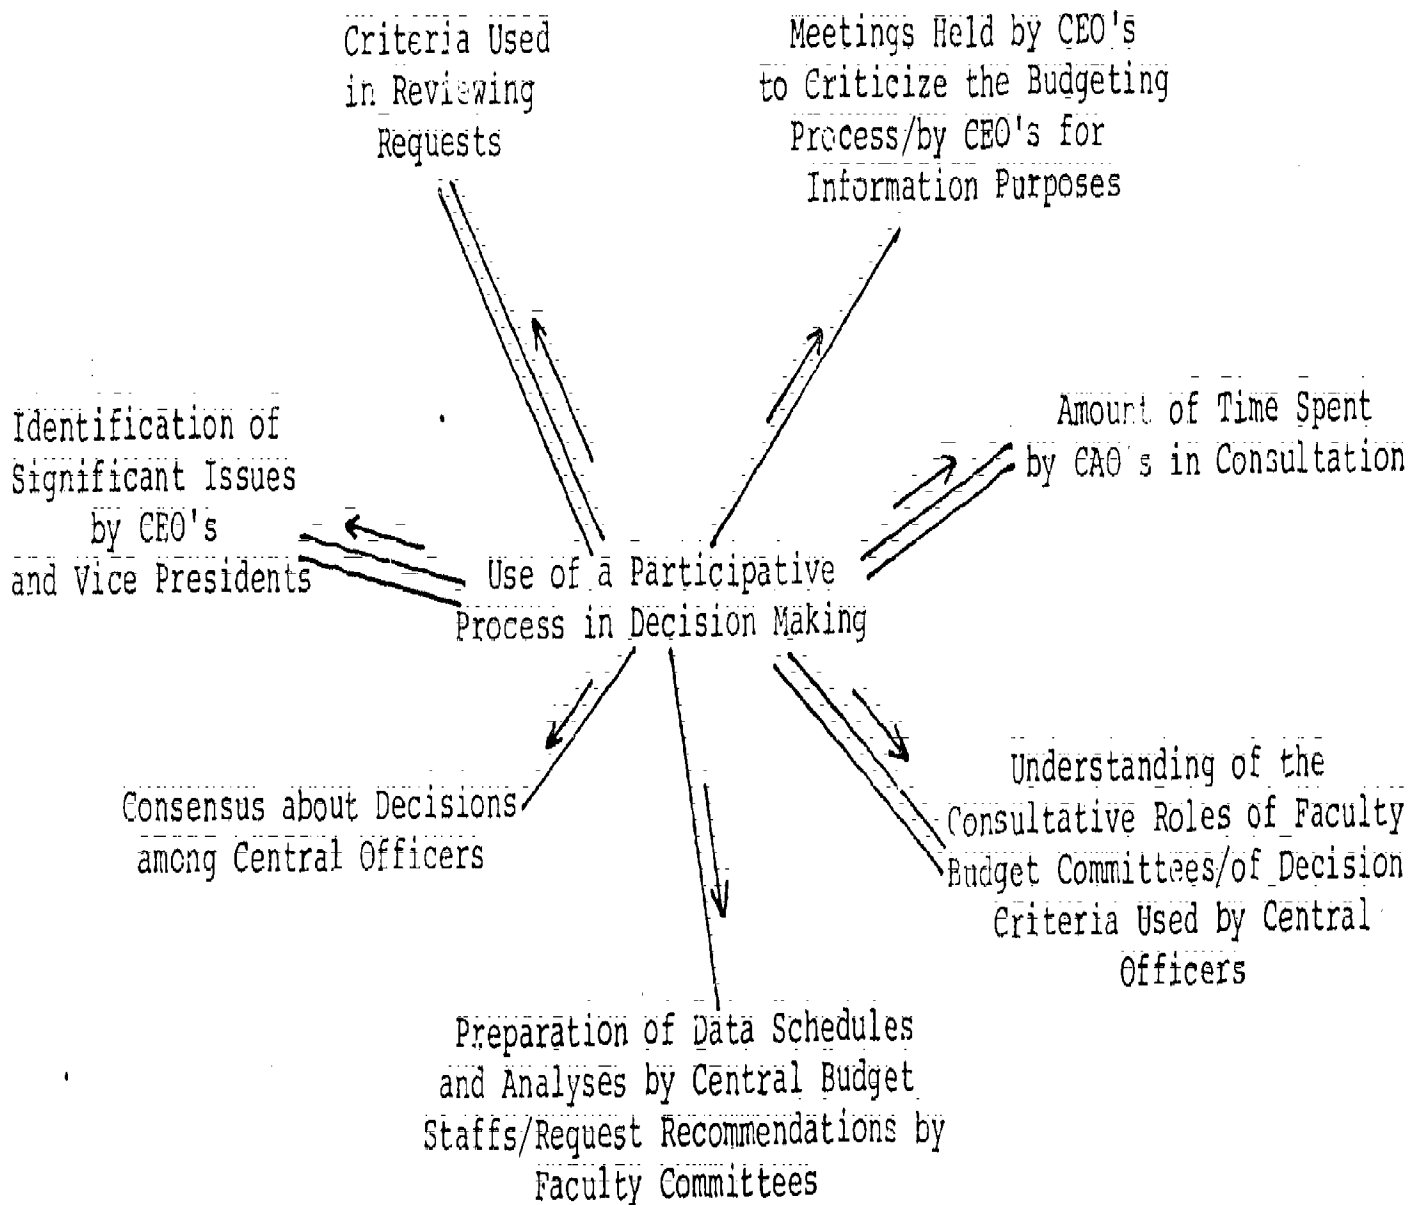 Criteria Used
in Reviewing
Requests
Meetings Held by CEO's
to Criticize the Budgeting
Process/by CEO's for
Information Purposes
Identification of
Significant Issues
by CEO's
and Vice Presidents
Amount of Time Spent
by CAO's in Consultation
Use of a Participative
Process in Decision Making
Consensus about Decisions
among Central Officers
Understanding of the
Consultative Roles of Faculty
Budget Committees/of Decision
Criteria Used by Central
Officers
Preparation of Data Schedules
and Analyses by Central Budget
Staffs/Request Recommendations by
Faculty Committees